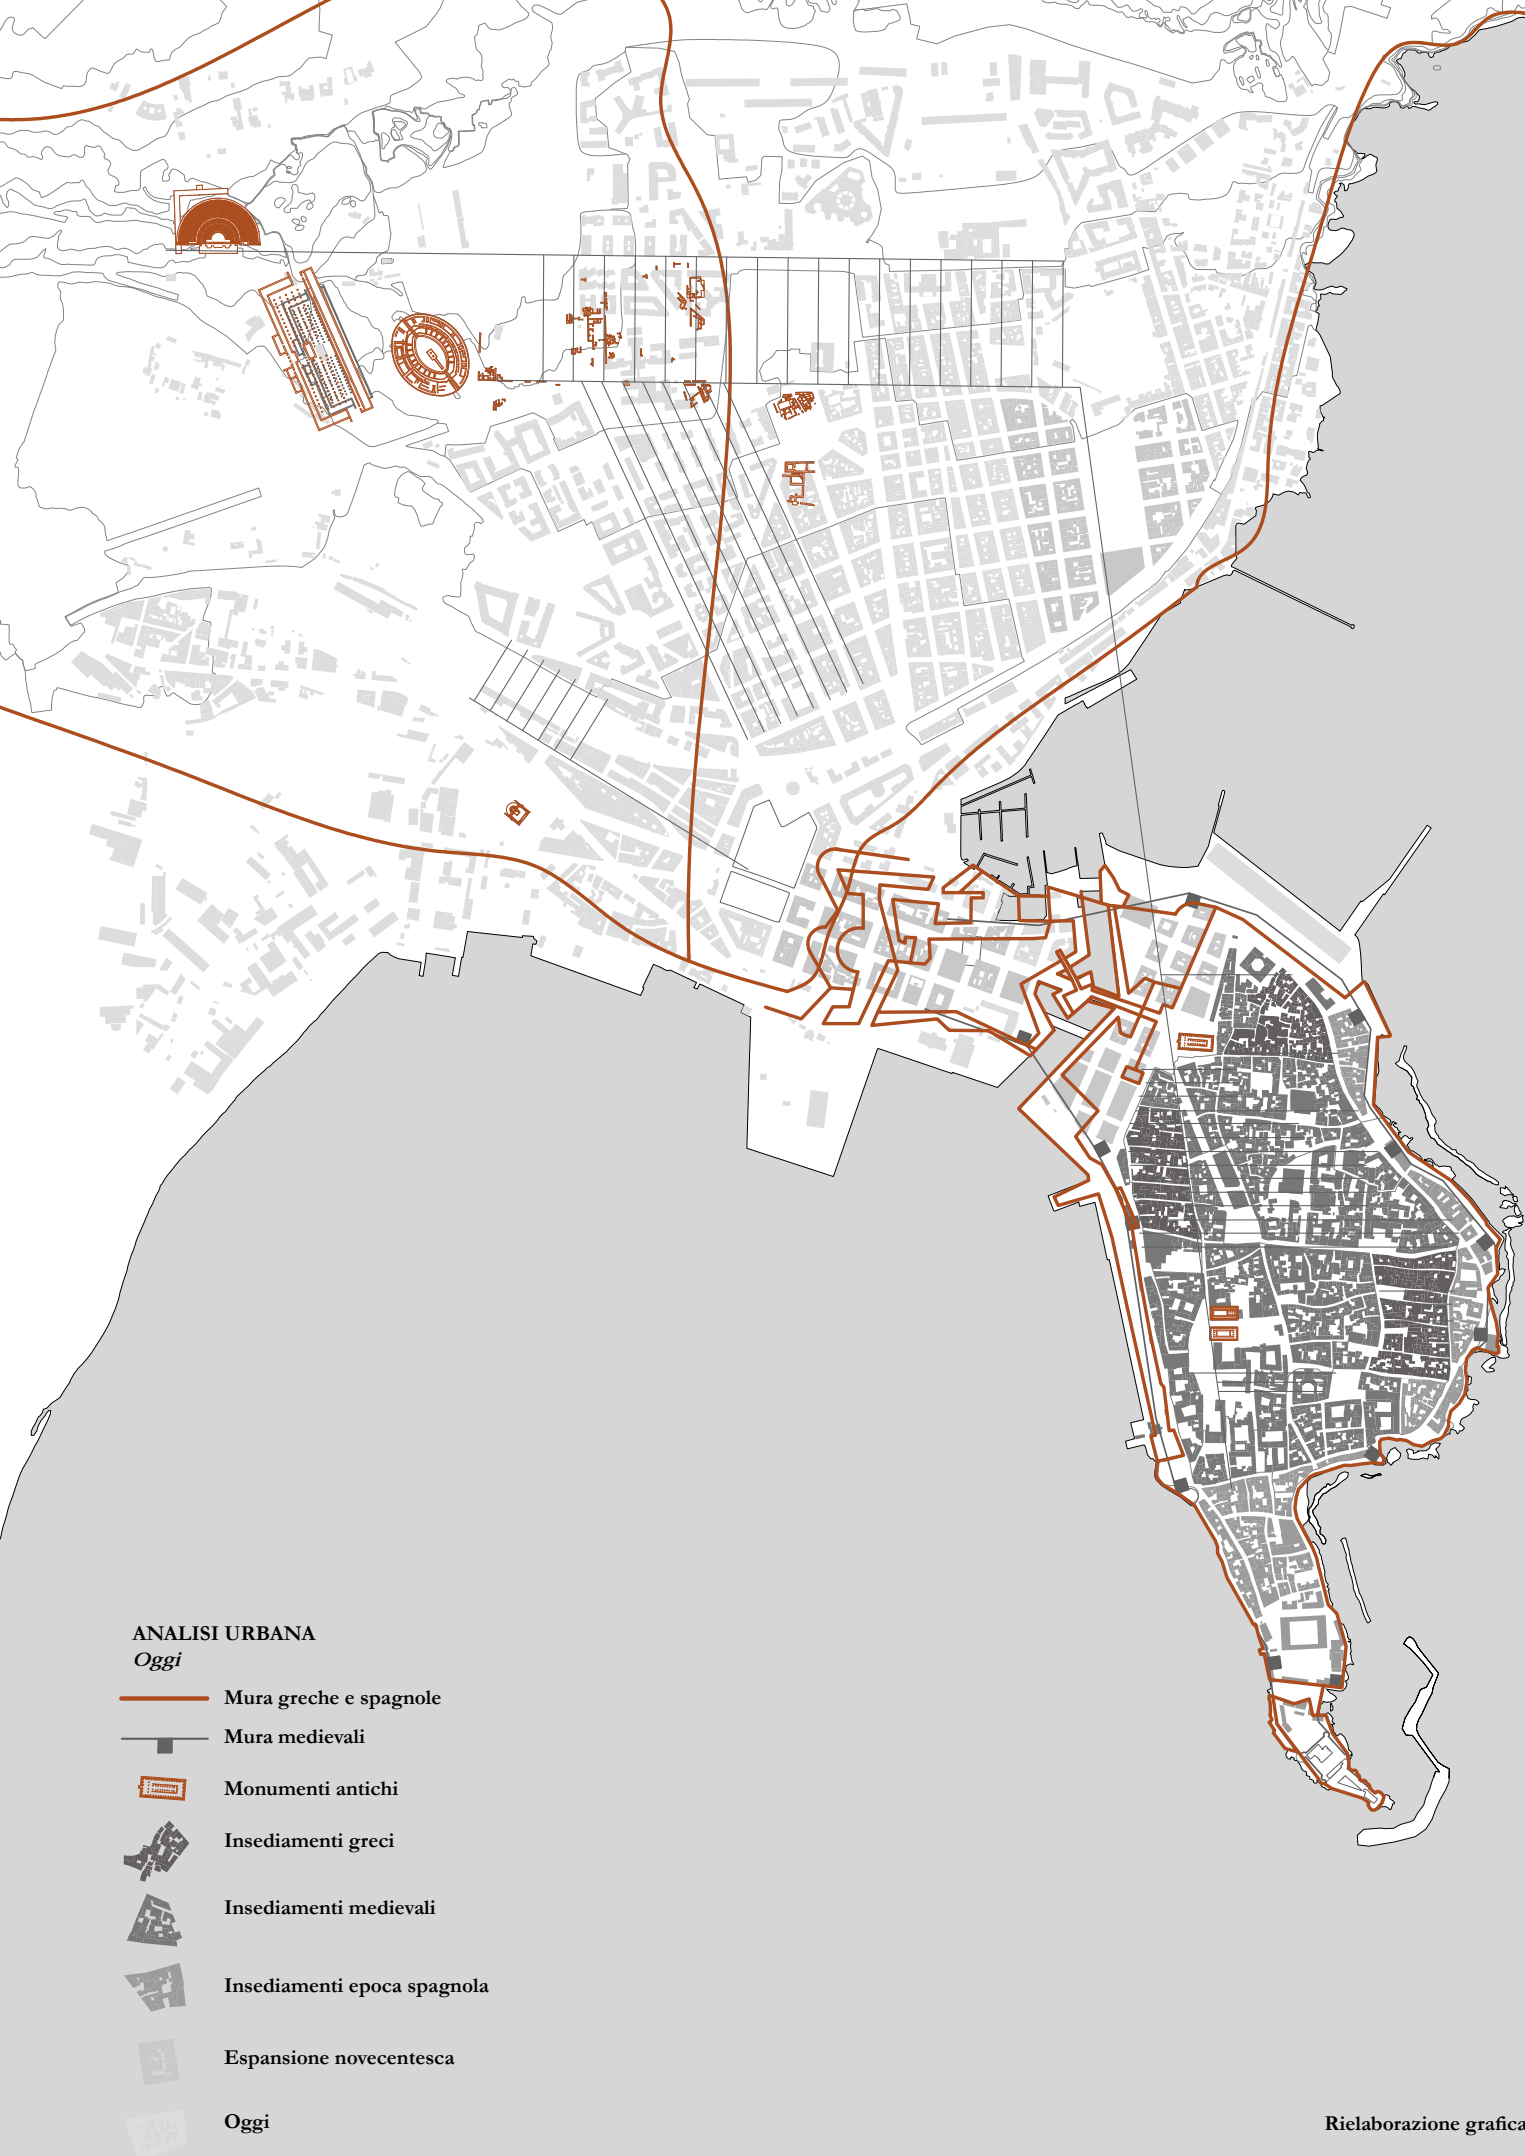 ANALISI URBANA
Oggi
Mura greche e spagnole
Mura medievali
Monumenti antichi
Insediamenti greci
Insediamenti medievali
Insediamenti epoca spagnola
Espansione novecentesca
Oggi
Rielaborazione grafica